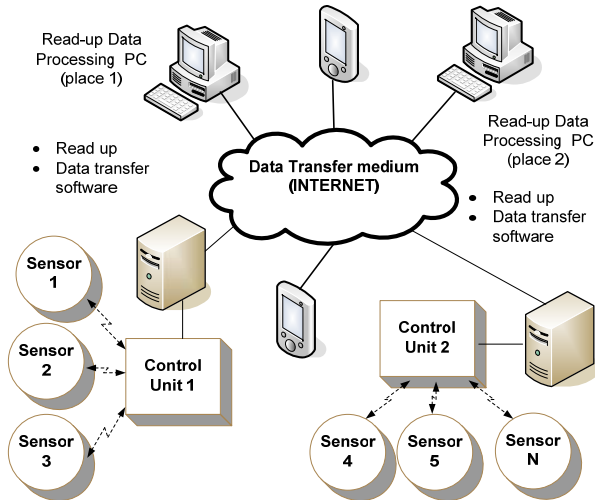 Read-up Data
Processing PC
(place 1)
• Read up
• Data transfer
software
Read-up Data
Processing PC
(place 2)
Data Transfer medium
(INTERNET)
• Read up
• Data transfer
software
Sensor
1
Sensor
2
Sensor
3
Control
Unit 1
Control
Unit 2
Sensor
4
Sensor
5
Sensor
N